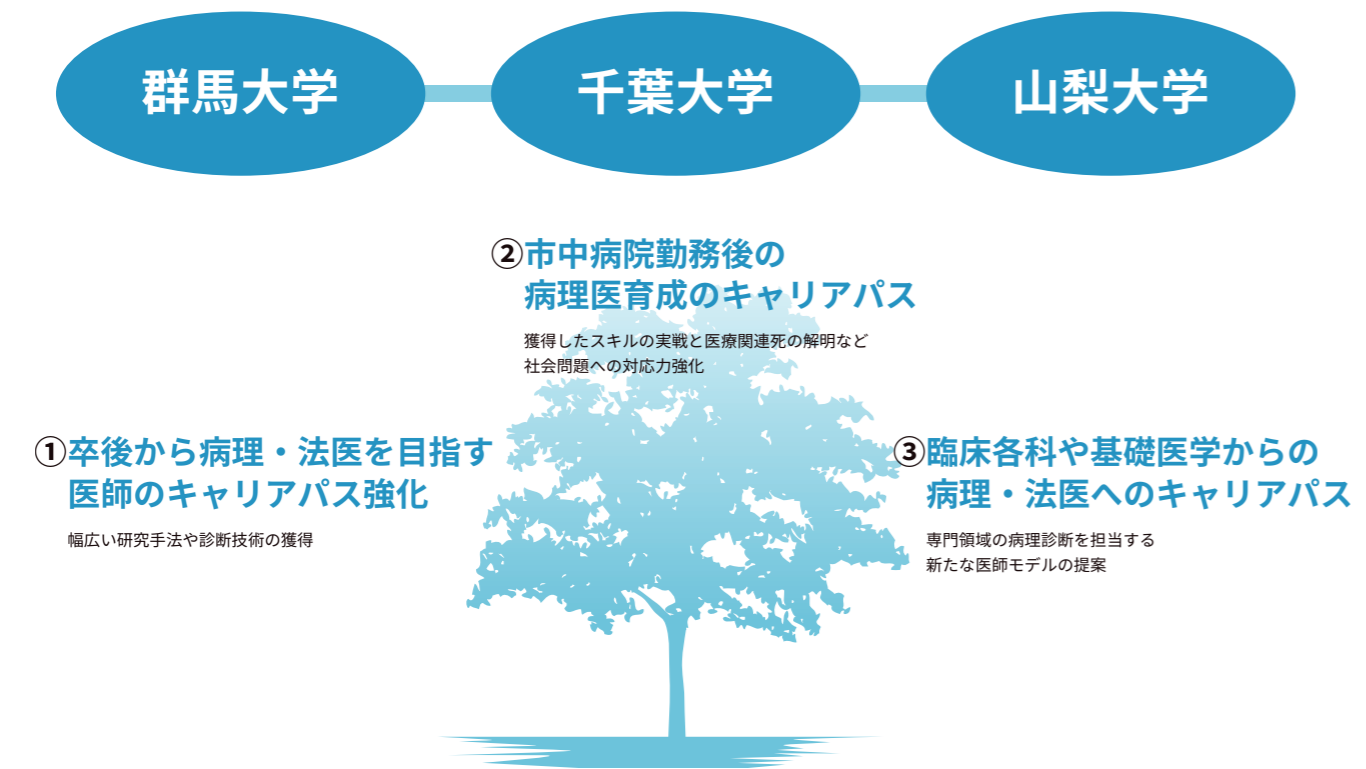 群馬大学
千葉大学
山梨大学
②市中病院勤務後の
病理医育成のキャリアパス
獲得したスキルの実戦と医療関連死の解明など
社会問題への対応力強化
①卒後から病理・法医を目指す
医師のキャリアパス強化
幅広い研究手法や診断技術の獲得
③臨床各科や基礎医学からの
病理・法医へのキャリアパス
専門領域の病理診断を担当する
新たな医師モデルの提案